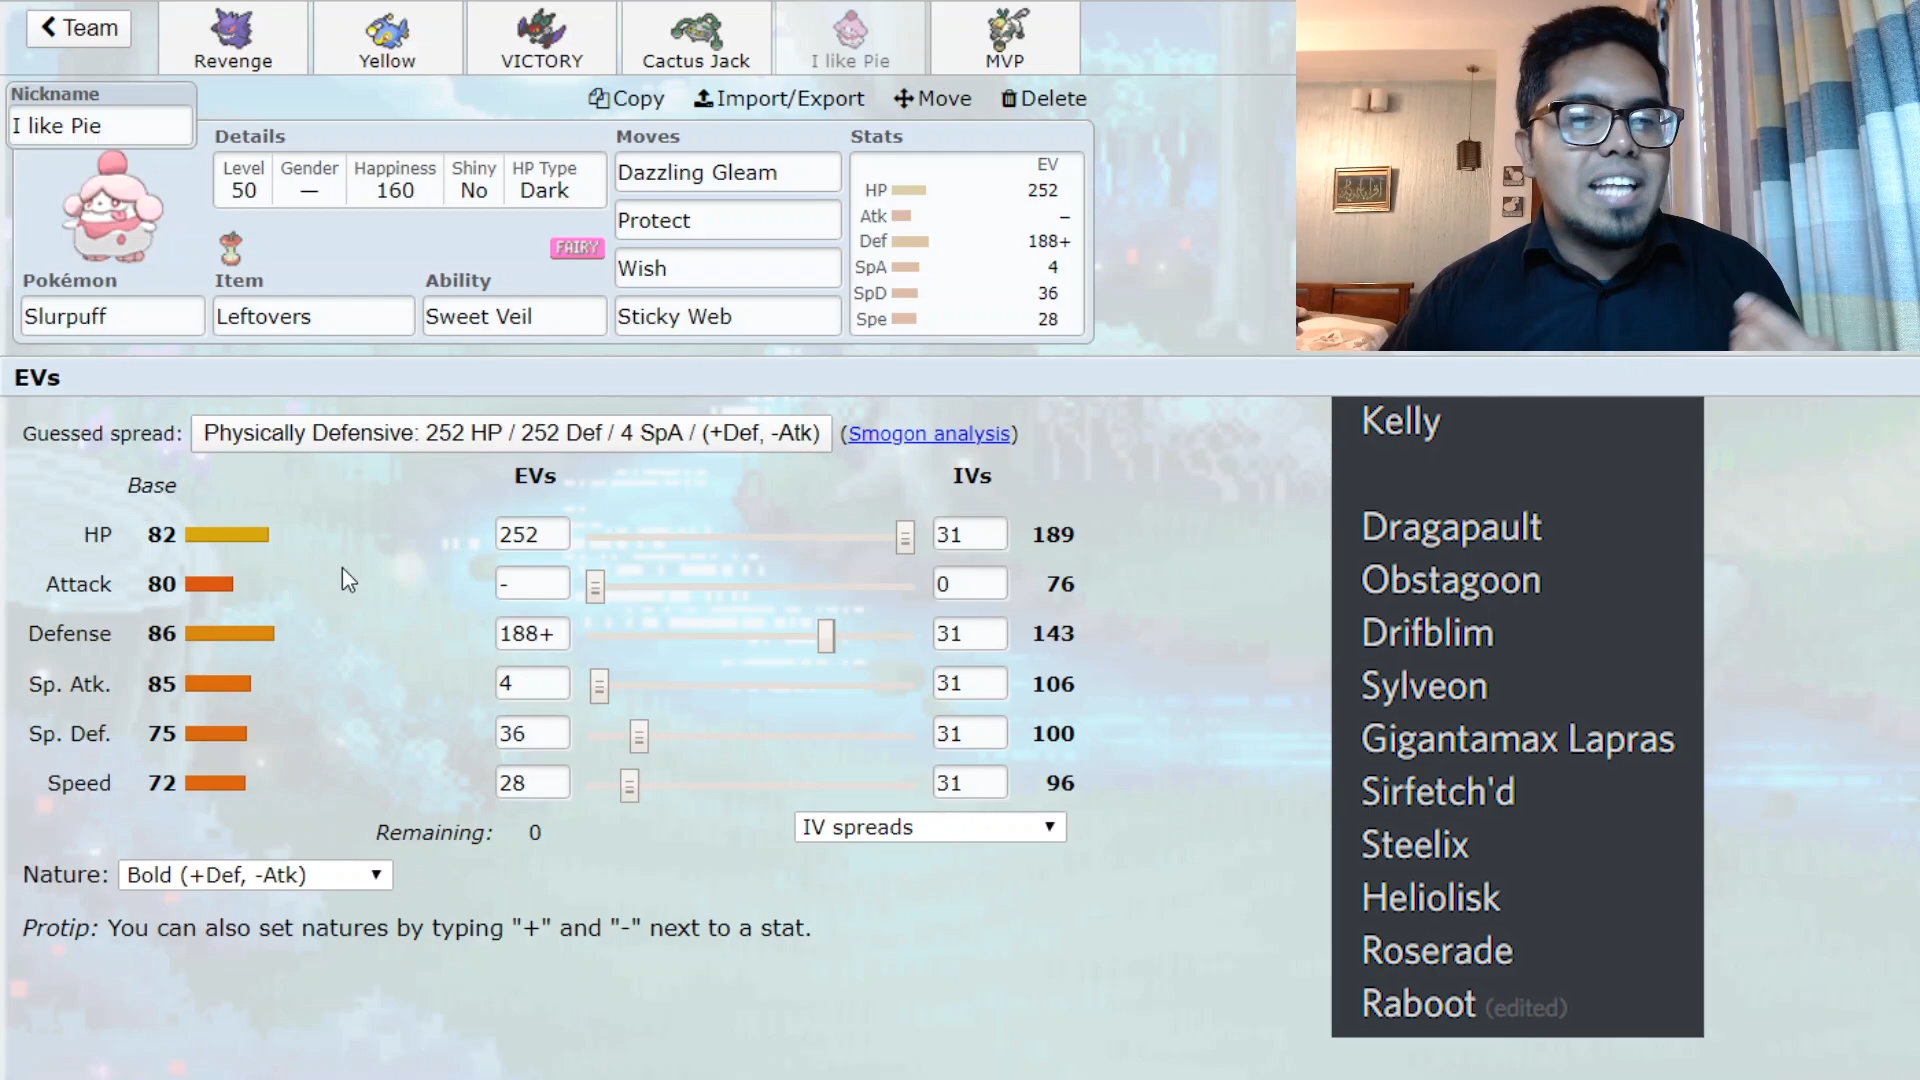 Team
Revenge
Yellow
VICTORY
Cactus Jack
I like Pie
MVP
Nickname
I like Pie
Copy
Import/Export
Move
Delete
Details
Level
50
Gender
—
Happiness
160
Shiny
No
HP Type
Dark
FAIRY
Pokémon
Slurpuff
Item
Leftovers
Ability
Sweet Veil
Moves
Dazzling Gleam
Protect
Wish
Sticky Web
Stats
EV
HP 252
Atk –
Def 188+
SpA 4
SpD 36
Spe 28
EVs
Guessed spread: Physically Defensive: 252 HP / 252 Def / 4 SpA / (+Def, -Atk) (Smogon analysis)
Base EVs IVs
HP 82 252 31 189
Attack 80 - 0 76
Defense 86 188+ 31 143
Sp. Atk. 85 4 31 106
Sp. Def. 75 36 31 100
Speed 72 28 31 96
Remaining: 0
IV spreads
Nature: Bold (+Def, -Atk)
Protip: You can also set natures by typing "+" and "-" next to a stat.
Kelly
Dragapault
Obstagoon
Drifblim
Sylveon
Gigantamax Lapras
Sirfetch'd
Steelix
Heliolisk
Roserade
Raboot (edited)